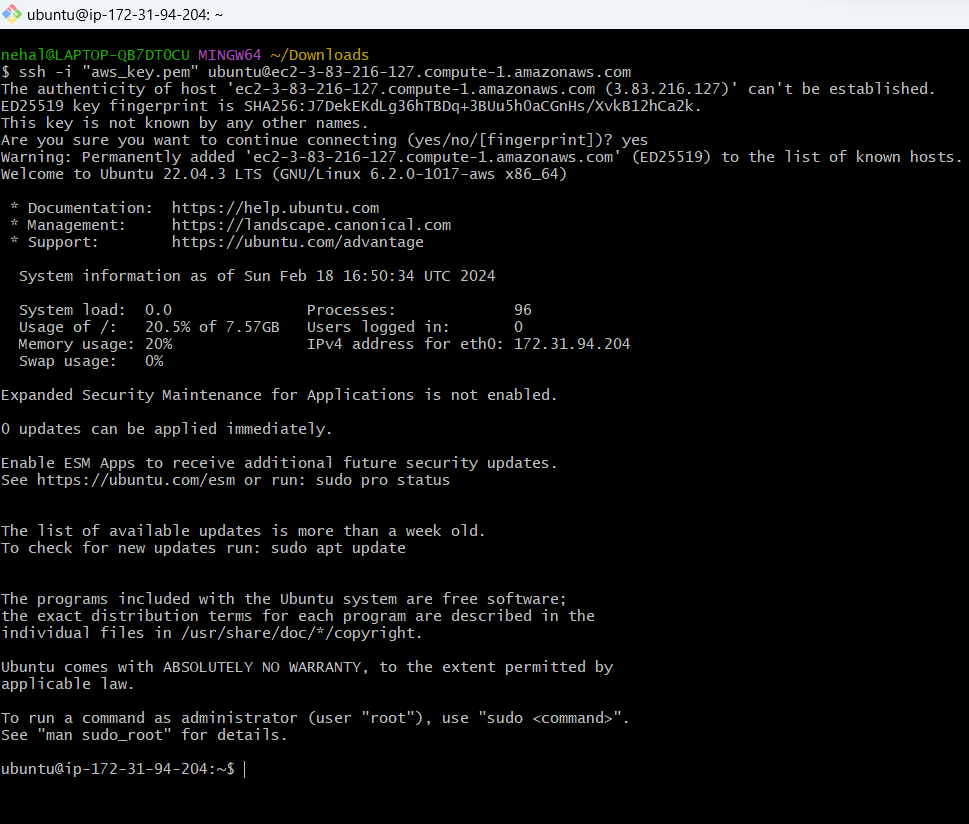 ubuntu@ip-172-31-94-204: ~
nehal@LAPTOP-QB7DTOCU MINGW64 ~/Downloads
$ ssh -i "aws_key.pem" ubuntu@ec2-3-83-216-127.compute-1.amazonaws.com
The authenticity of host 'ec2-3-83-216-127.compute-1.amazonaws.com (3.83.216.127)' can't be established.
ED25519 key fingerprint is SHA256:J7DekEKdLg36hTBDq+3BUu5hOaCGnHs/XvkB12hCa2k.
This key is not known by any other names.
Are you sure you want to continue connecting (yes/no/[fingerprint])? yes
Warning: Permanently added 'ec2-3-83-216-127.compute-1.amazonaws.com' (ED25519) to the list of known hosts.
Welcome to Ubuntu 22.04.3 LTS (GNU/Linux 6.2.0-1017-aws x86_64)
* Documentation:  https://help.ubuntu.com
* Management:     https://landscape.canonical.com
* Support:        https://ubuntu.com/advantage
System information as of Sun Feb 18 16:50:34 UTC 2024
System load:  0.0               Processes:             96
Usage of /:   20.5% of 7.57GB   Users logged in:       0
Memory usage: 20%               IPv4 address for eth0: 172.31.94.204
Swap usage:   0%
Expanded Security Maintenance for Applications is not enabled.
0 updates can be applied immediately.
Enable ESM Apps to receive additional future security updates.
See https://ubuntu.com/esm or run: sudo pro status
The list of available updates is more than a week old.
To check for new updates run: sudo apt update
The programs included with the Ubuntu system are free software;
the exact distribution terms for each program are described in the
individual files in /usr/share/doc/*/copyright.
Ubuntu comes with ABSOLUTELY NO WARRANTY, to the extent permitted by
applicable law.
To run a command as administrator (user "root"), use "sudo <command>".
See "man sudo_root" for details.
ubuntu@ip-172-31-94-204:~$